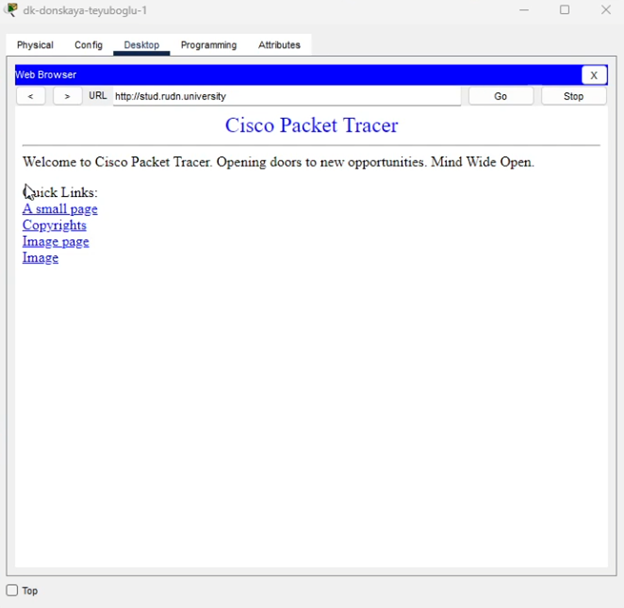 dk-donskaya-teyuboglu-1
Physical Config Desktop Programming Attributes
Web Browser X
< > URL http://stud.rudn.university Go Stop
Cisco Packet Tracer
Welcome to Cisco Packet Tracer. Opening doors to new opportunities. Mind Wide Open.
Quick Links:
A small page
Copyrights
Image page
Image
Top